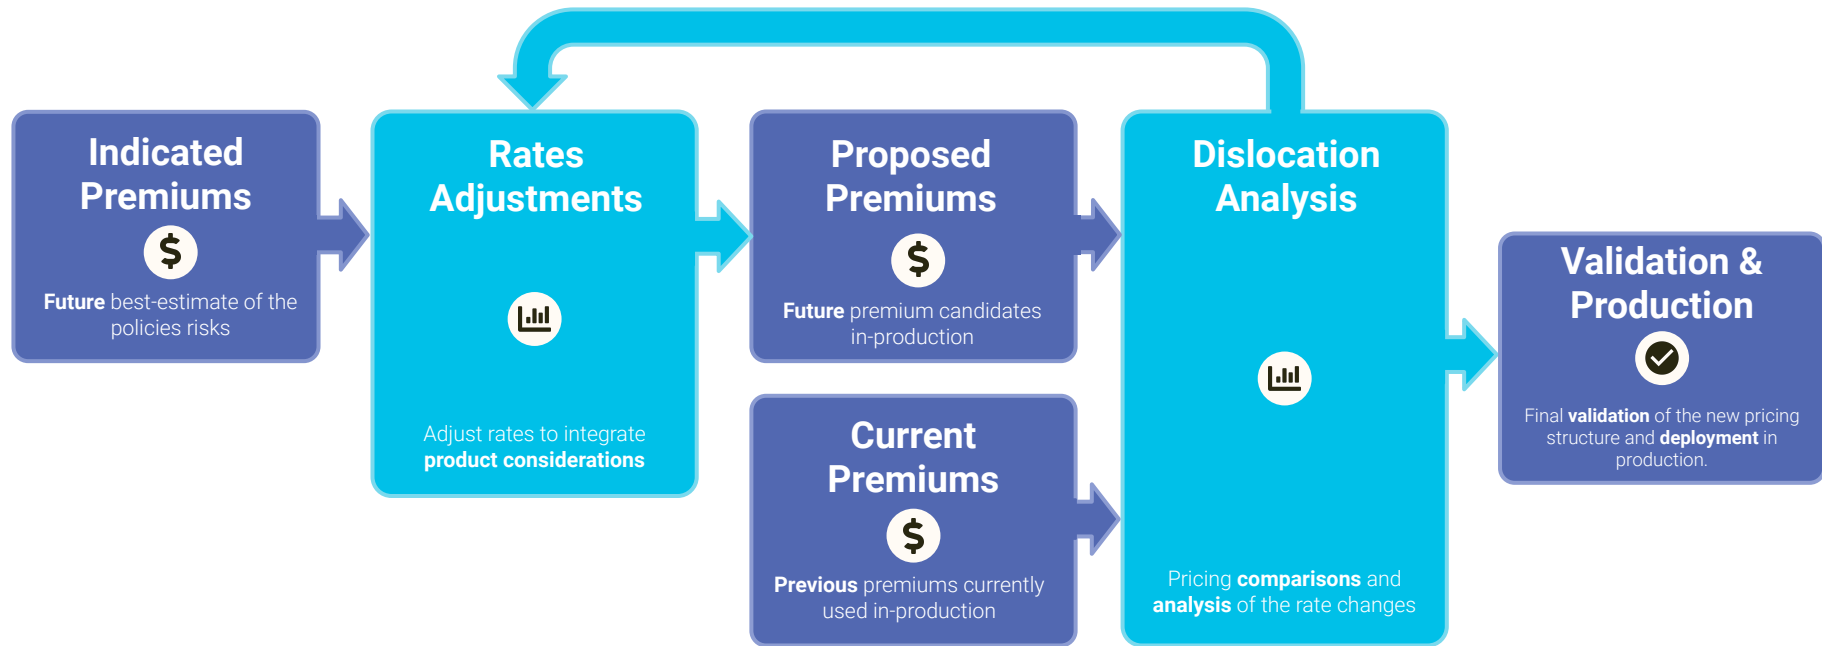 Indicated
Premiums
$
Future best-estimate of the
policies risks
Rates
Adjustments
Adjust rates to integrate
product considerations
Proposed
Premiums
$
Future premium candidates
in-production
Current
Premiums
$
Previous premiums currently
used in-production
Dislocation
Analysis
Pricing comparisons and
analysis of the rate changes
Validation &
Production
Final validation of the new pricing
structure and deployment in
production.